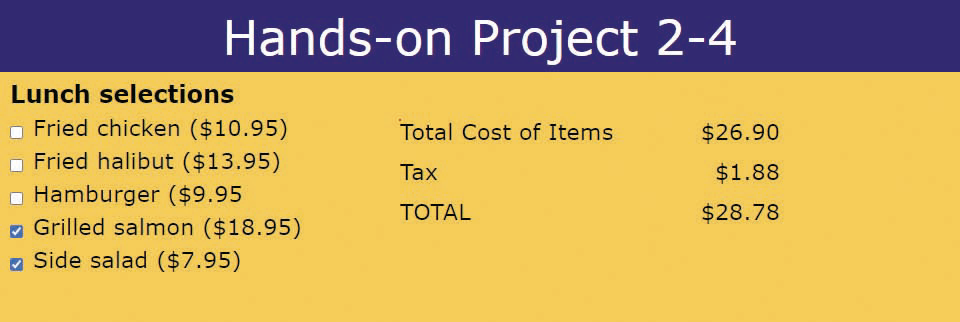 Hands-on Project 2-4
Lunch selections
Fried chicken ($10.95)
Fried halibut ($13.95)
Hamburger ($9.95
Grilled salmon ($18.95)
Side salad ($7.95)
Total Cost of Items $26.90
Tax $1.88
TOTAL $28.78